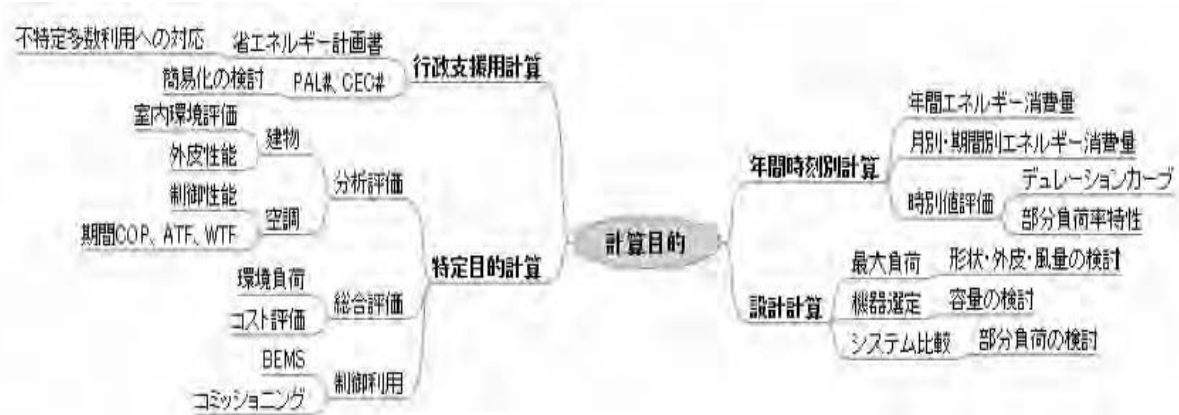 計算目的
行政支援用計算
省エネルギー計画書
不特定多数利用への対応
PAL#、CEC#
簡易化の検討
特定目的計算
分析評価
建物
室内環境評価
外皮性能
空調
制御性能
期間COP、ATF、WTF
総合評価
環境負荷
コスト評価
制御利用
BEMS
コミッショニング
年間時刻別計算
年間エネルギー消費量
月別・期間別エネルギー消費量
時別値評価
デュレーションカーブ
部分負荷率特性
設計計算
最大負荷
形状・外皮・風量の検討
機器選定
容量の検討
システム比較
部分負荷の検討